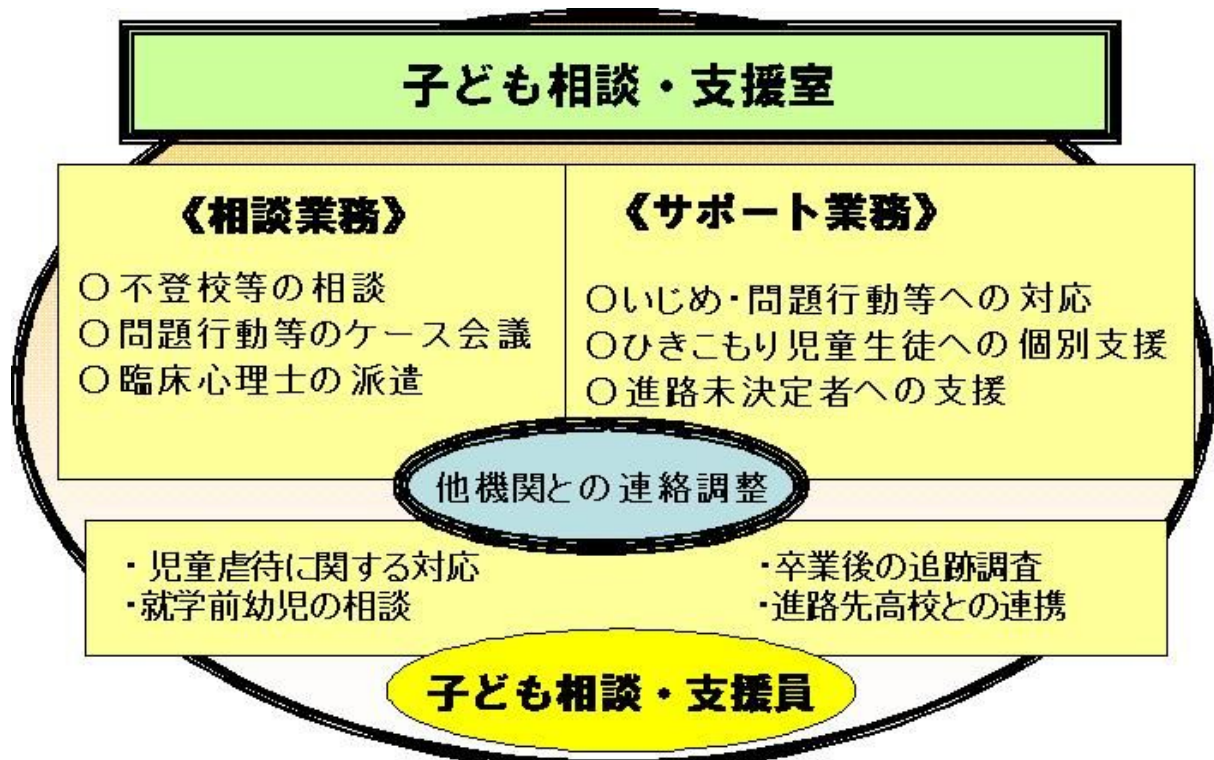 子ども相談・支援室
《相談業務》
○不登校等の相談
○問題行動等のケース会議
○臨床心理士の派遣
《サポート業務》
○いじめ・問題行動等への対応
○ひきこもり児童生徒への個別支援
○進路未決定者への支援
他機関との連絡調整
・児童虐待に関する対応
・就学前幼児の相談
・卒業後の追跡調査
・進路先高校との連携
子ども相談・支援員